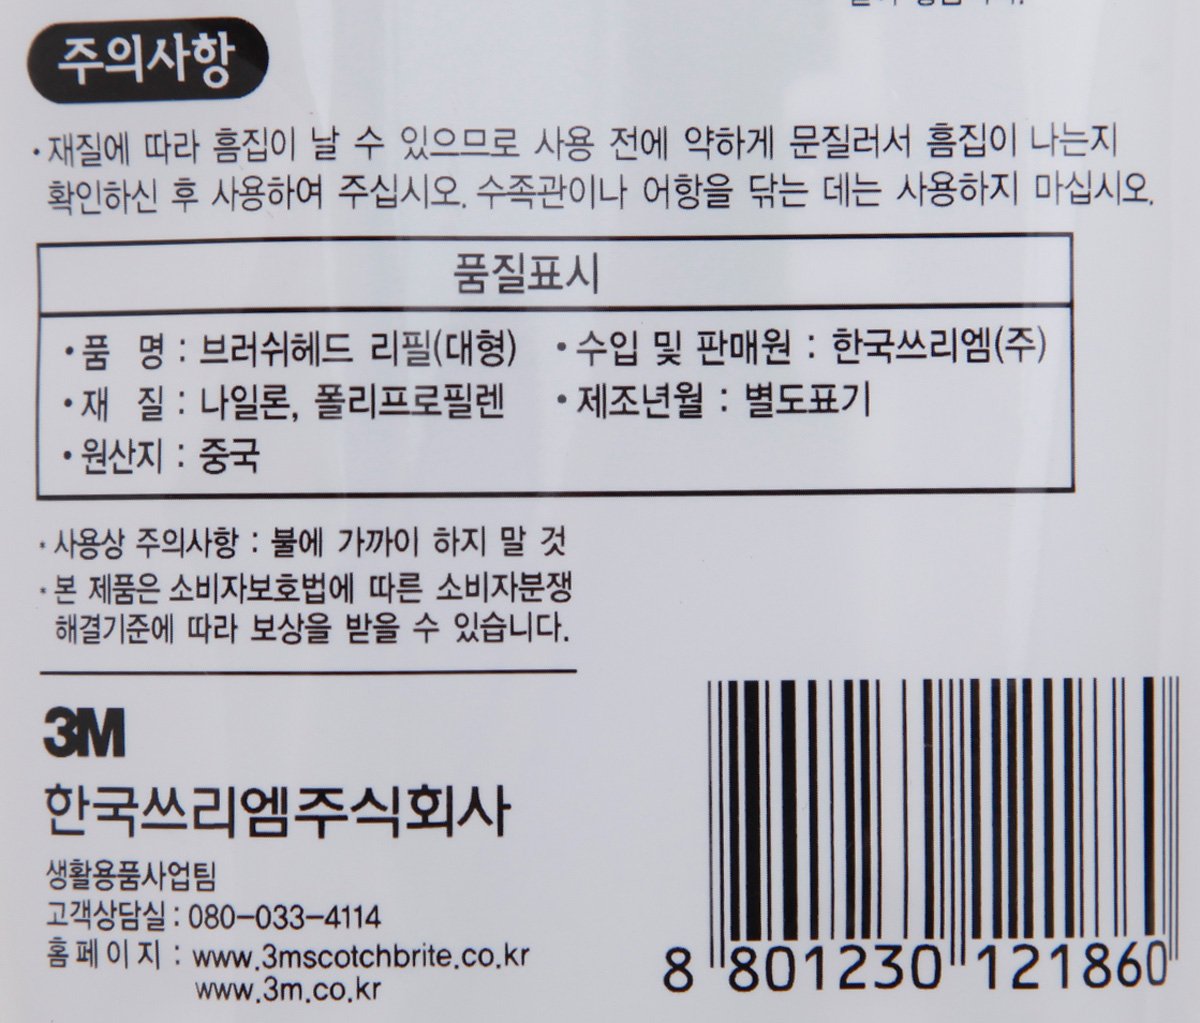 주의사항
·재질에 따라 흠집이 날 수 있으므로 사용 전에 약하게 문질러서 흠집이 나는지
확인하신 후 사용하여 주십시오. 수족관이나 어항을 닦는 데는 사용하지 마십시오.
품질표시
·품 명 : 브러쉬헤드 리필(대형) ·수입 및 판매원 : 한국쓰리엠(주)
·재 질 : 나일론, 폴리프로필렌 ·제조년월 : 별도표기
·원산지 : 중국
* 사용상 주의사항 : 불에 가까이 하지 말 것
* 본 제품은 소비자보호법에 따른 소비자분쟁
해결기준에 따라 보상을 받을 수 있습니다.
3M
한국쓰리엠주식회사
생활용품사업팀
고객상담실 : 080-033-4114
홈페이지 : www.3mscotchbrite.co.kr
www.3m.co.kr
8 801230 121860